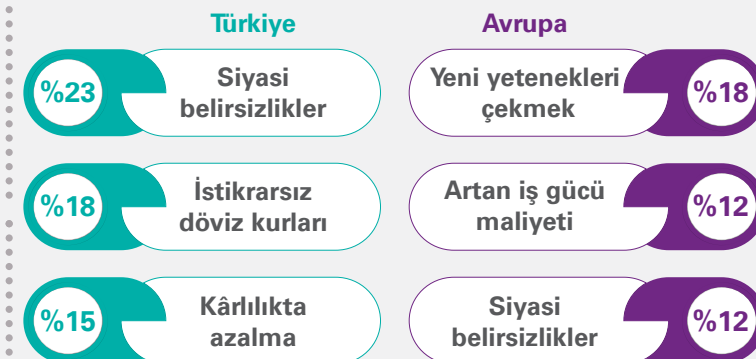 Türkiye
%23
Siyasi
belirsizlikler
%18
İstikrarsız
döviz kurları
%15
Kârlılıkta
azalma
Avrupa
Yeni yetenekleri
çekmek
%18
Artan iş gücü
maliyeti
%12
Siyasi
belirsizlikler
%12